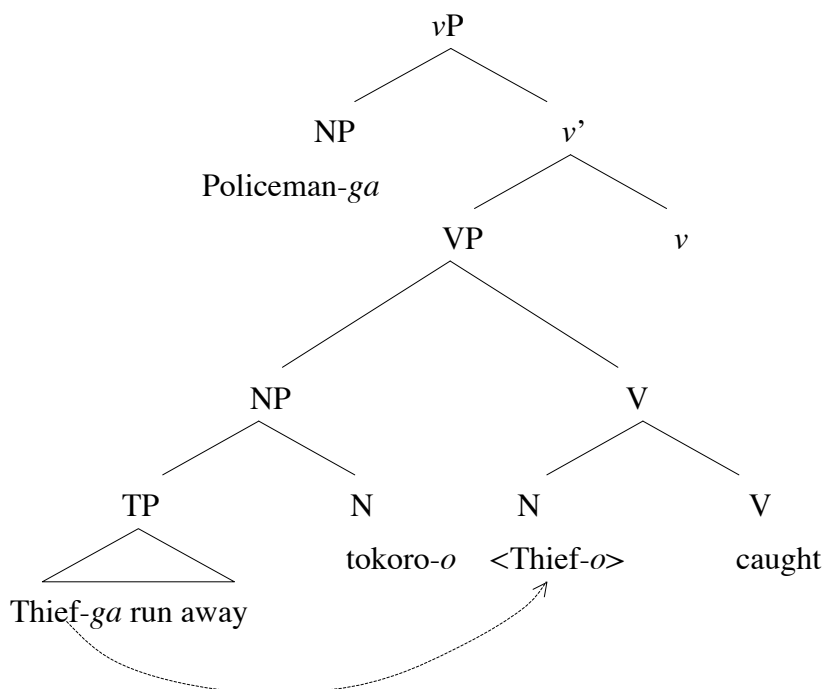 vP
NP v’
Policeman-ga
VP v
NP V
TP N N V
tokoro-o <Thief-o> caught
Thief-ga run away